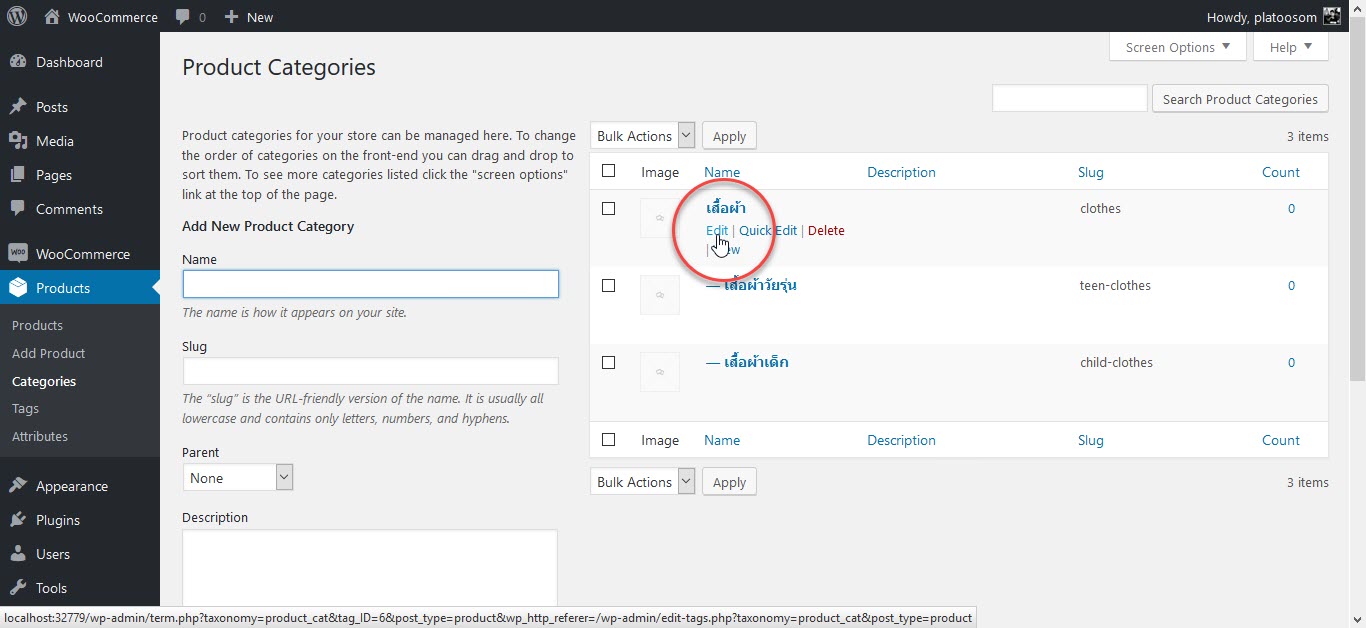 WooCommerce 0 New Howdy, platoosom
Dashboard
Posts
Media
Pages
Comments
WooCommerce
Products
Products
Add Product
Categories
Tags
Attributes
Appearance
Plugins
Users
Tools
Screen Options Help
Product Categories
Search Product Categories
Product categories for your store can be managed here. To change
the order of categories on the front-end you can drag and drop to
sort them. To see more categories listed click the "screen options"
link at the top of the page.
Add New Product Category
Name
The name is how it appears on your site.
Slug
The “slug” is the URL-friendly version of the name. It is usually all
lowercase and contains only letters, numbers, and hyphens.
Parent
None
Description
Bulk Actions Apply 3 items
Image Name Description Slug Count
เสื้อผ้า clothes 0
Edit | Quick Edit | Delete
| View
— เสื้อผ้าวัยรุ่น teen-clothes 0
— เสื้อผ้าเด็ก child-clothes 0
Image Name Description Slug Count
Bulk Actions Apply 3 items
localhost:32779/wp-admin/term.php?taxonomy=product_cat&tag_ID=6&post_type=product&wp_http_referer=/wp-admin/edit-tags.php?taxonomy=product_cat&post_type=product